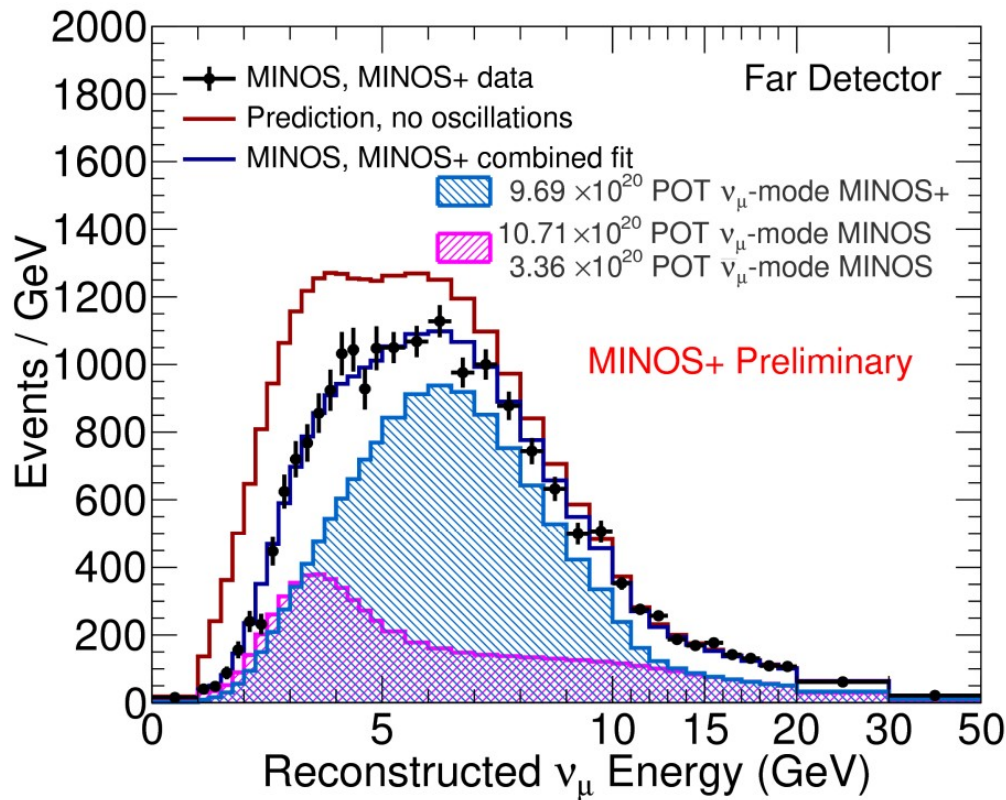 2000
1800
1600
1400
1200
1000
800
600
400
200
0
Events / GeV
MINOS, MINOS+ data
Prediction, no oscillations
MINOS, MINOS+ combined fit
Far Detector
9.69 ×10²⁰ POT νμ-mode MINOS+
10.71 ×10²⁰ POT νμ-mode MINOS
3.36 ×10²⁰ POT ν̄μ-mode MINOS
MINOS+ Preliminary
0 5 10 15 20 30 50
Reconstructed νμ Energy (GeV)